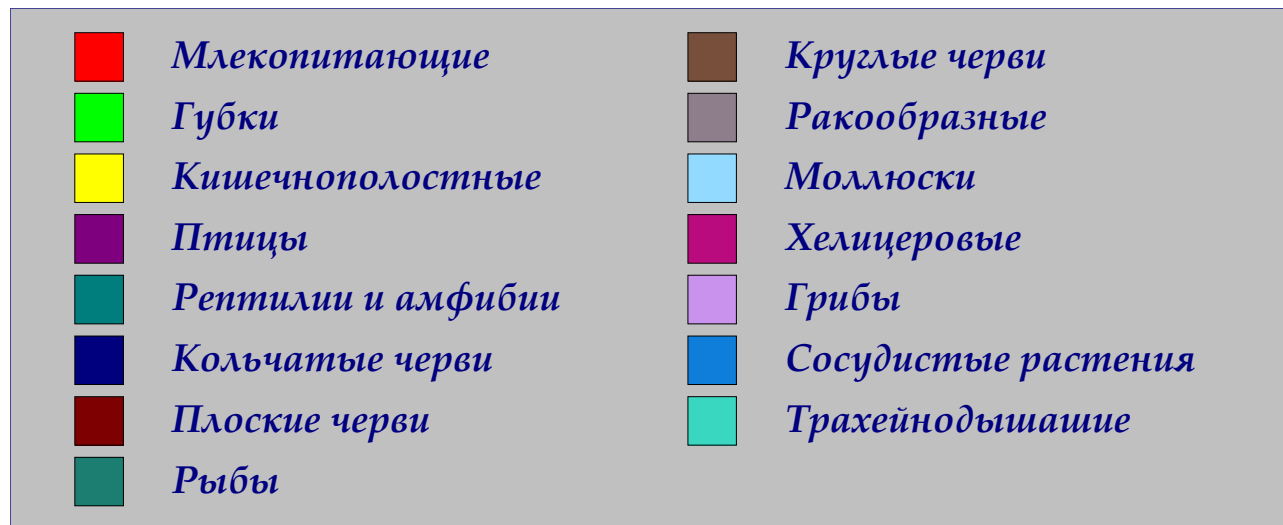 Млекопитающие
Губки
Кишечнополостные
Птицы
Рептилии и амфибии
Кольчатые черви
Плоские черви
Рыбы
Круглые черви
Ракообразные
Моллюски
Хелицеровые
Грибы
Сосудистые растения
Трахейнодышашие